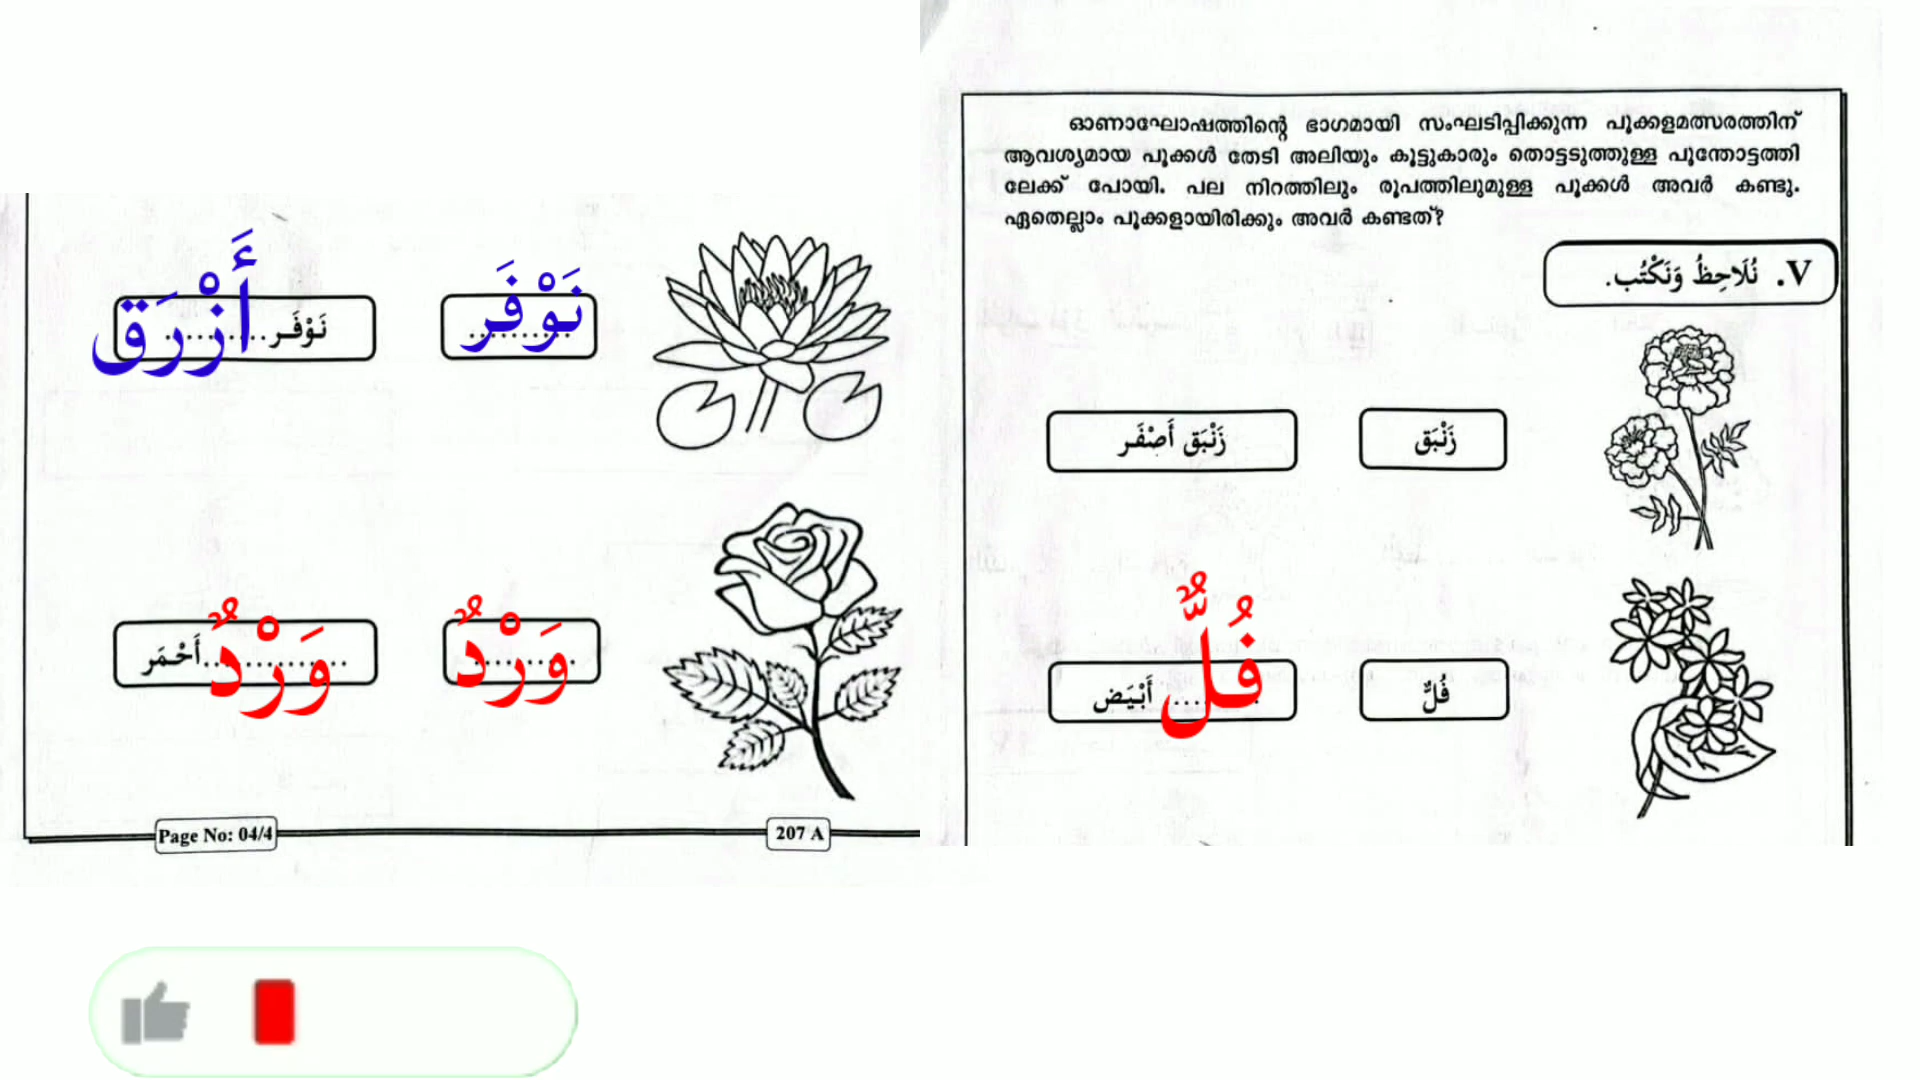 ഓണാഘോഷത്തിന്റെ ഭാഗമായി സംഘടിപ്പിക്കുന്ന പൂക്കളമത്സരത്തിന്
ആവശ്യമായ പൂക്കൾ തേടി അലിയും കൂട്ടുകാരും തൊട്ടടുത്തുള്ള പൂന്തോട്ടത്തി
ലേക്ക് പോയി. പല നിറത്തിലും രൂപത്തിലുമുള്ള പൂക്കൾ അവർ കണ്ടു.
ഏതെല്ലാം പൂക്കളായിരിക്കും അവർ കണ്ടത്?
V. نُلَاحِظُ وَنَكْتُب.
زَنْبَق
زَنْبَق أَصْفَر
فُلٌّ
فُلٌّ ..... أَبْيَض
نَوْفَر
نَوْفَر.......... أَزْرَق
وَرْدٌ
وَرْدٌ .............أَحْمَر
Page No: 04/4
207 A